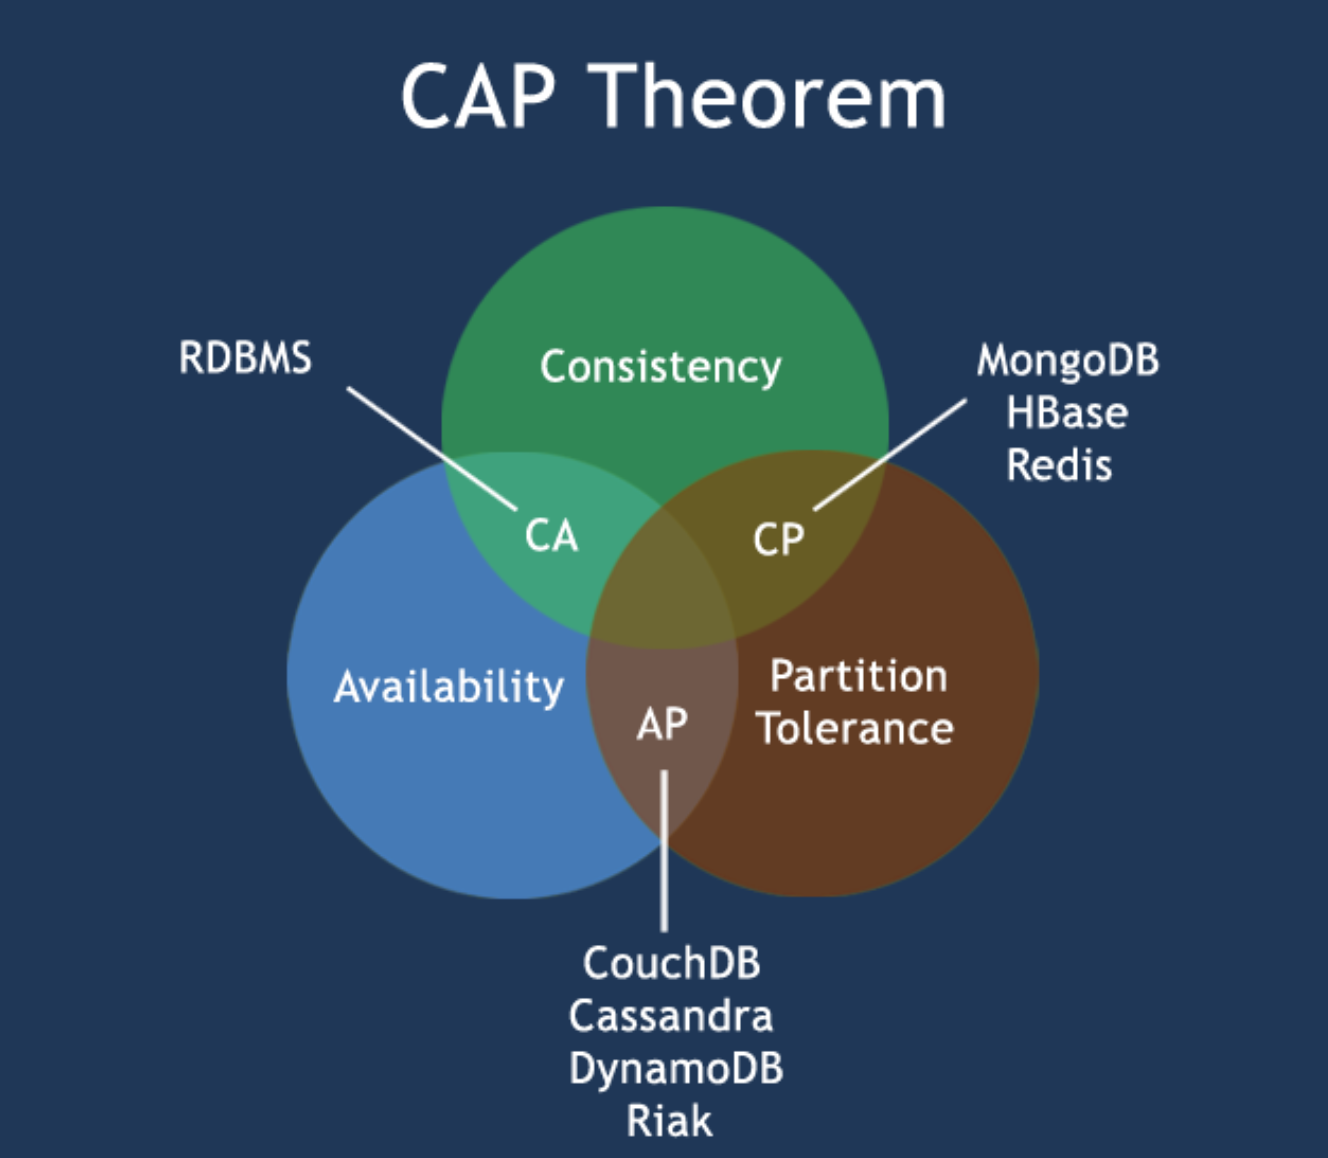 CAP Theorem
RDBMS
Consistency
MongoDB
HBase
Redis
CA
CP
Availability
Partition
Tolerance
AP
CouchDB
Cassandra
DynamoDB
Riak